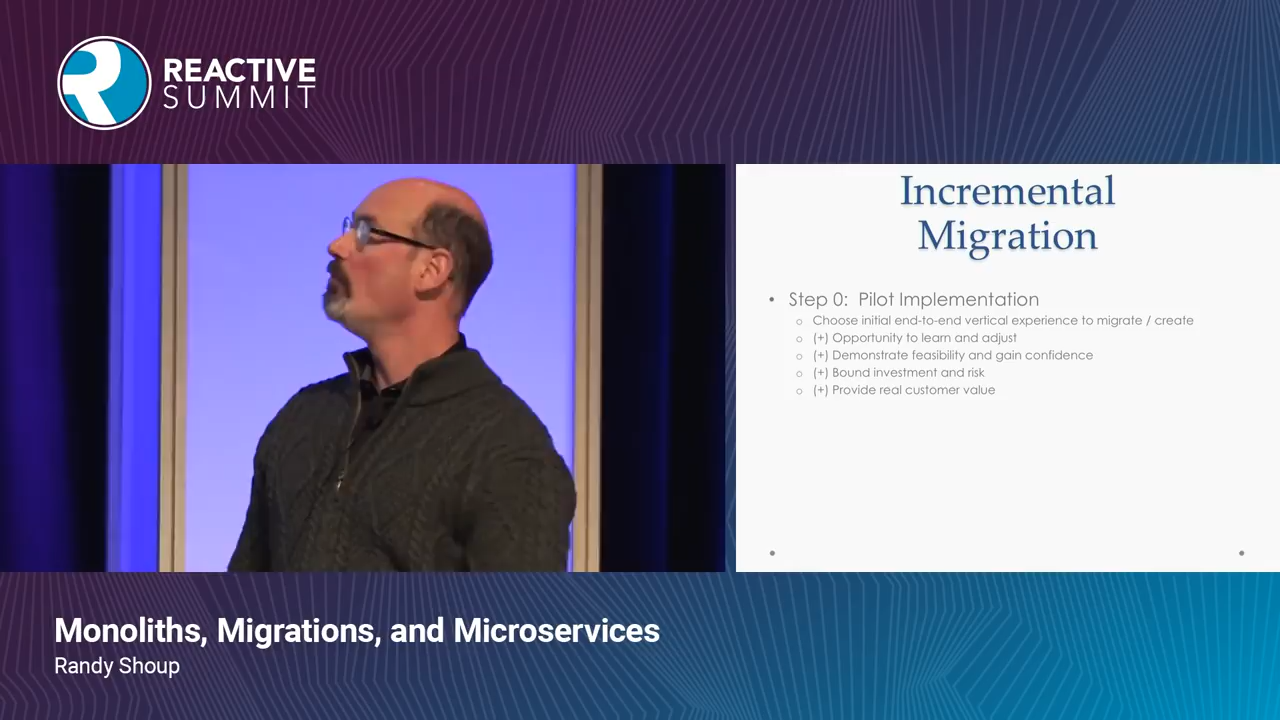 REACTIVE
SUMMIT
Incremental
Migration
• Step 0: Pilot Implementation
o Choose initial end-to-end vertical experience to migrate / create
o (+) Opportunity to learn and adjust
o (+) Demonstrate feasibility and gain confidence
o (+) Bound investment and risk
o (+) Provide real customer value
Monoliths, Migrations, and Microservices
Randy Shoup